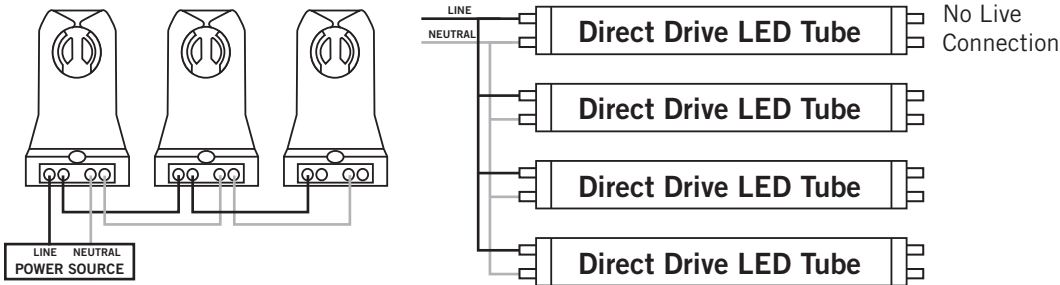 LINE NEUTRAL
POWER SOURCE
LINE
NEUTRAL
Direct Drive LED Tube
No Live
Connection
Direct Drive LED Tube
Direct Drive LED Tube
Direct Drive LED Tube